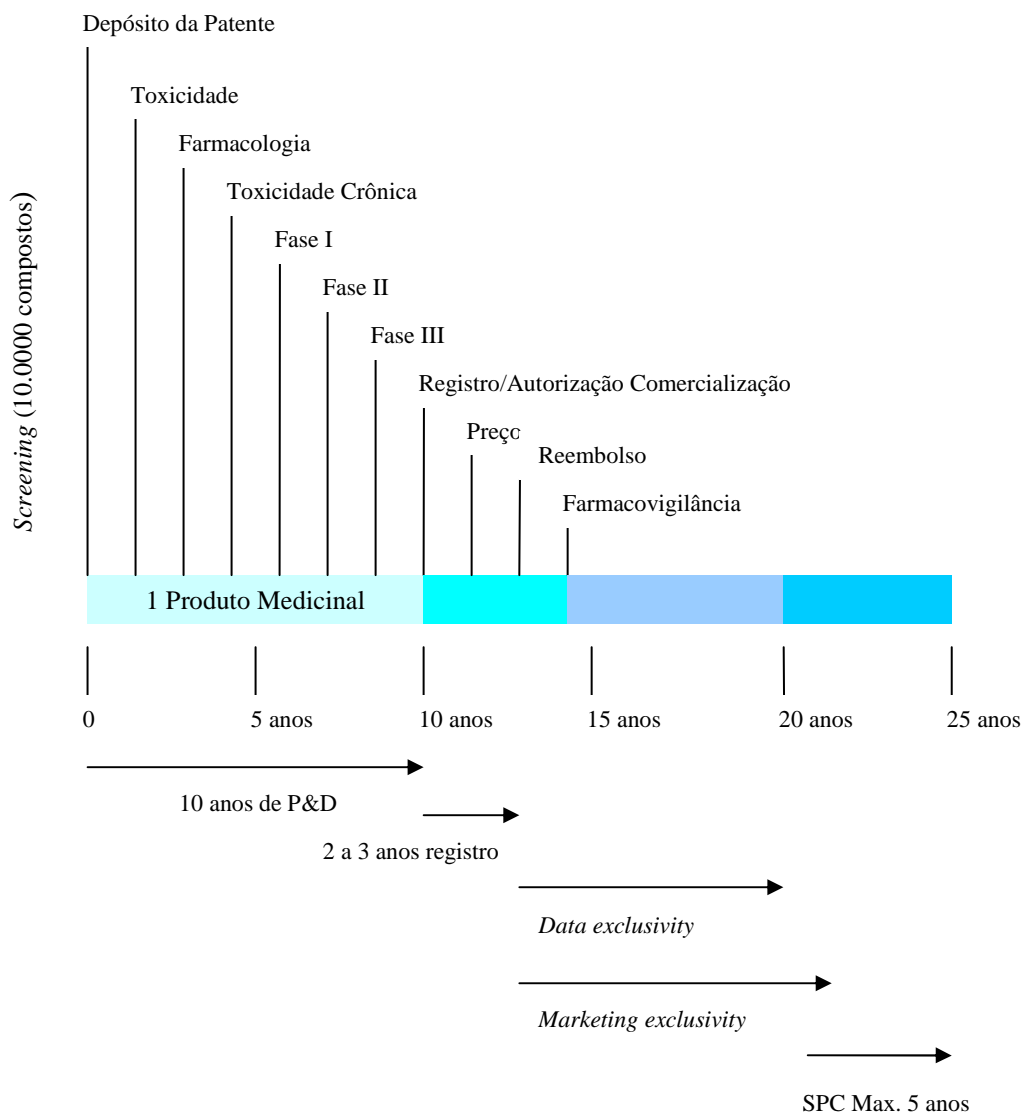 Depósito da Patente
Toxicidade
Farmacologia
Toxicidade Crônica
Fase I
Fase II
Fase III
Registro/Autorização Comercialização
Preço
Reembolso
Farmacovigilância
Screening (10.0000 compostos)
1 Produto Medicinal
0 5 anos 10 anos 15 anos 20 anos 25 anos
10 anos de P&D
2 a 3 anos registro
Data exclusivity
Marketing exclusivity
SPC Max. 5 anos